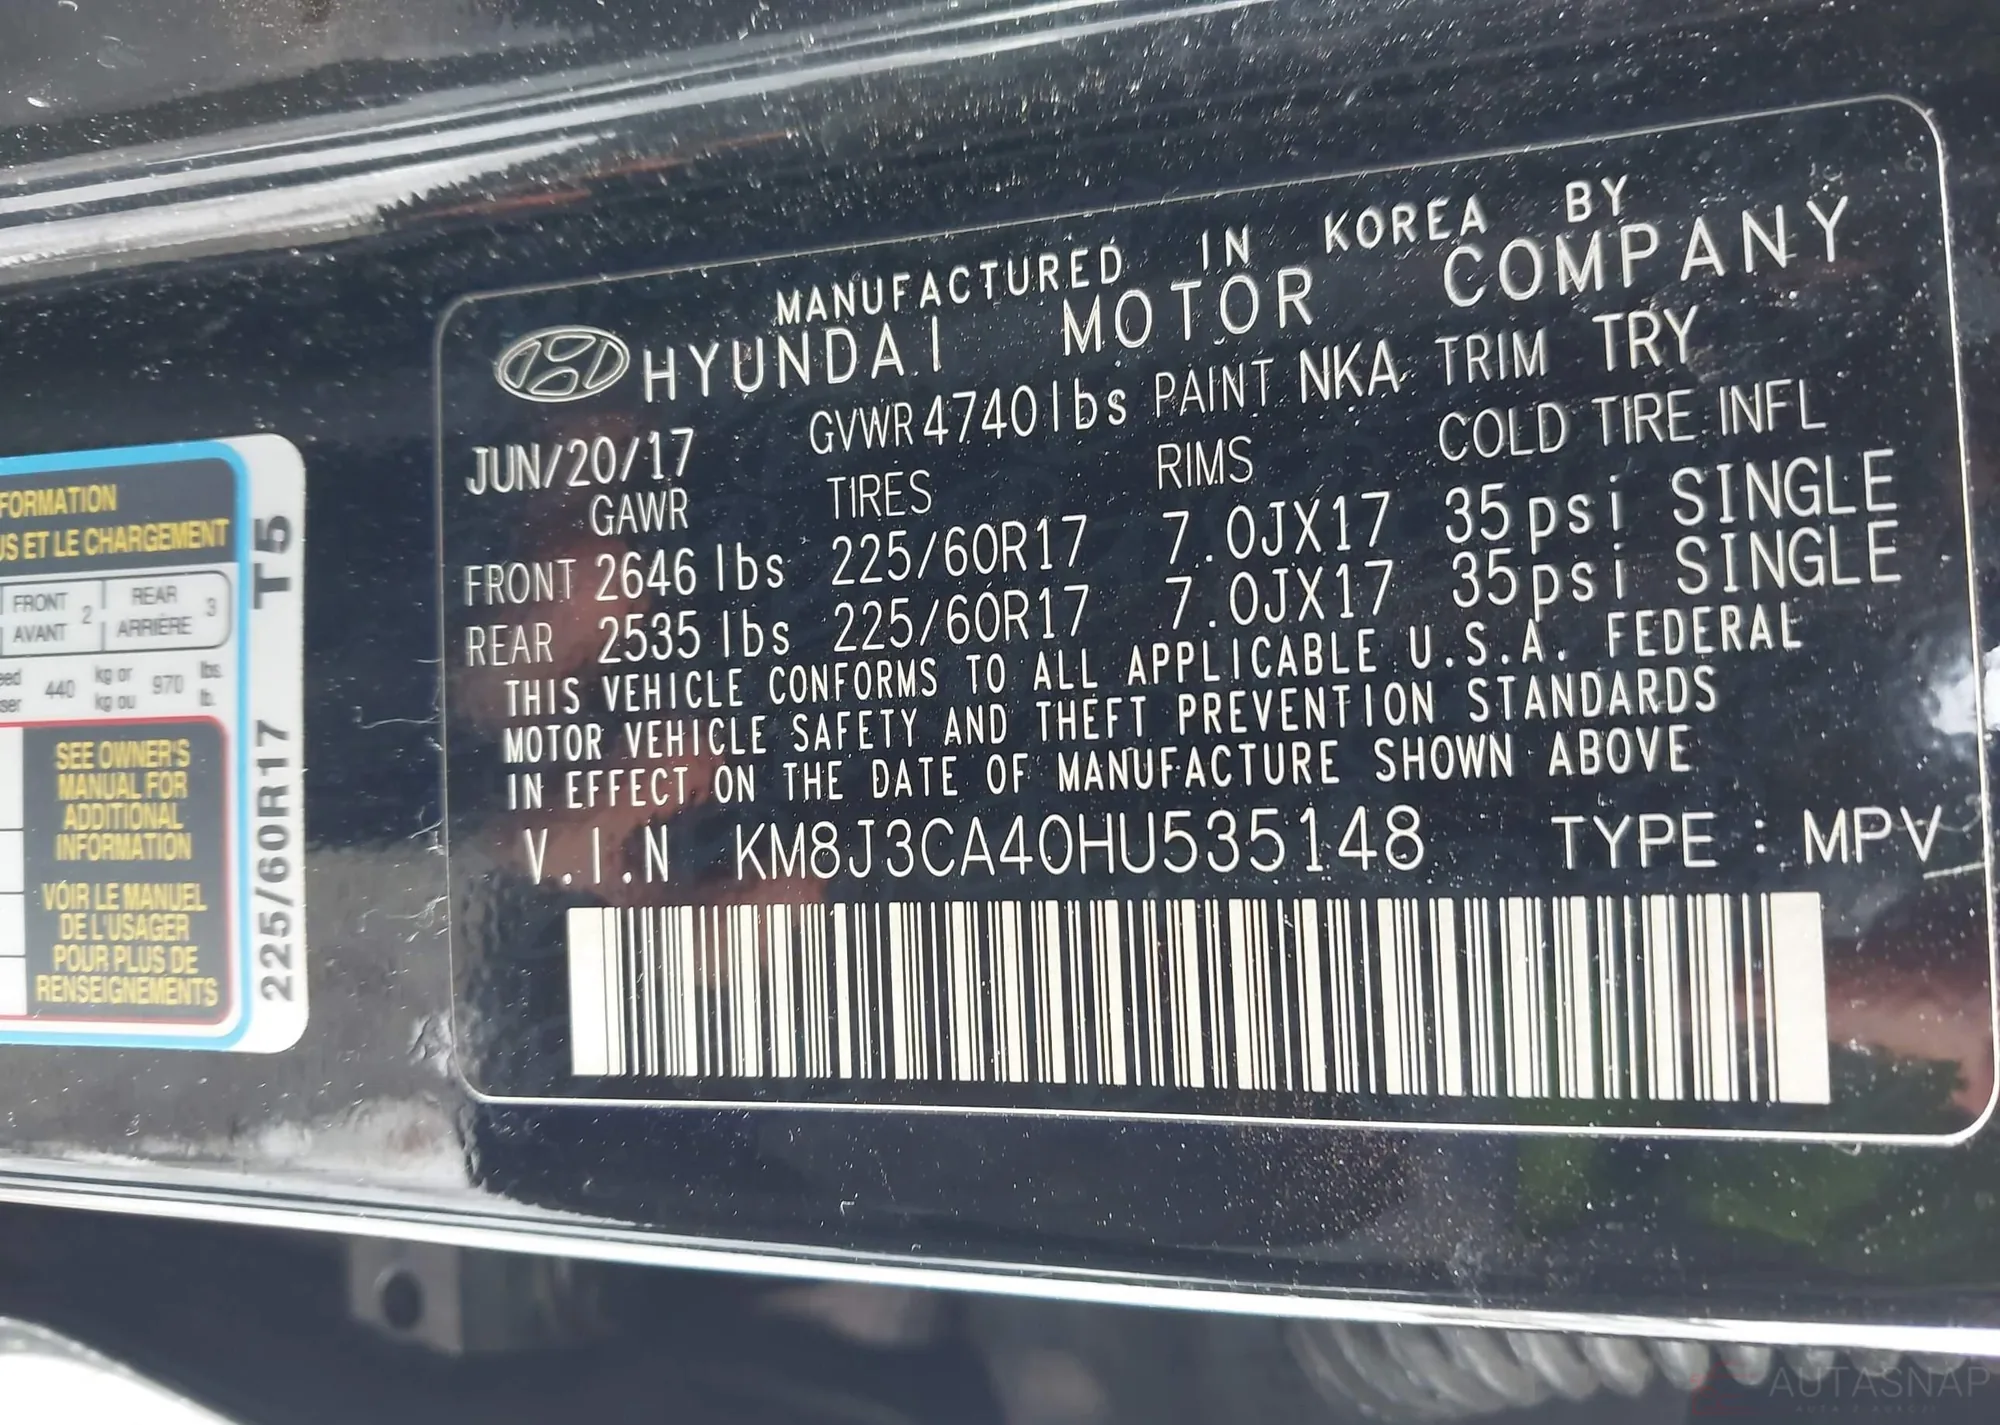 FORMATION
US ET LE CHARGEMENT
FRONT
AVANT
2
REAR
ARRIÈRE
3
440
kg or
kg ou
970
lbs.
lb.
SEE OWNER'S
MANUAL FOR
ADDITIONAL
INFORMATION
VOIR LE MANUEL
DE L'USAGER
POUR PLUS DE
RENSEIGNEMENTS
225/60R17 T5
MANUFACTURED IN KOREA BY
HYUNDAI MOTOR COMPANY
JUN/20/17 GVWR 4740lbs PAINT NKA TRIM TRY
GAWR TIRES RIMS COLD TIRE INFL
FRONT 2646 lbs 225/60R17 7.0JX17 35psi SINGLE
REAR 2535 lbs 225/60R17 7.0JX17 35psi SINGLE
THIS VEHICLE CONFORMS TO ALL APPLICABLE U.S.A. FEDERAL
MOTOR VEHICLE SAFETY AND THEFT PREVENTION STANDARDS
IN EFFECT ON THE DATE OF MANUFACTURE SHOWN ABOVE
V.I.N KM8J3CA40HU535148 TYPE : MPV
AUTASNAP